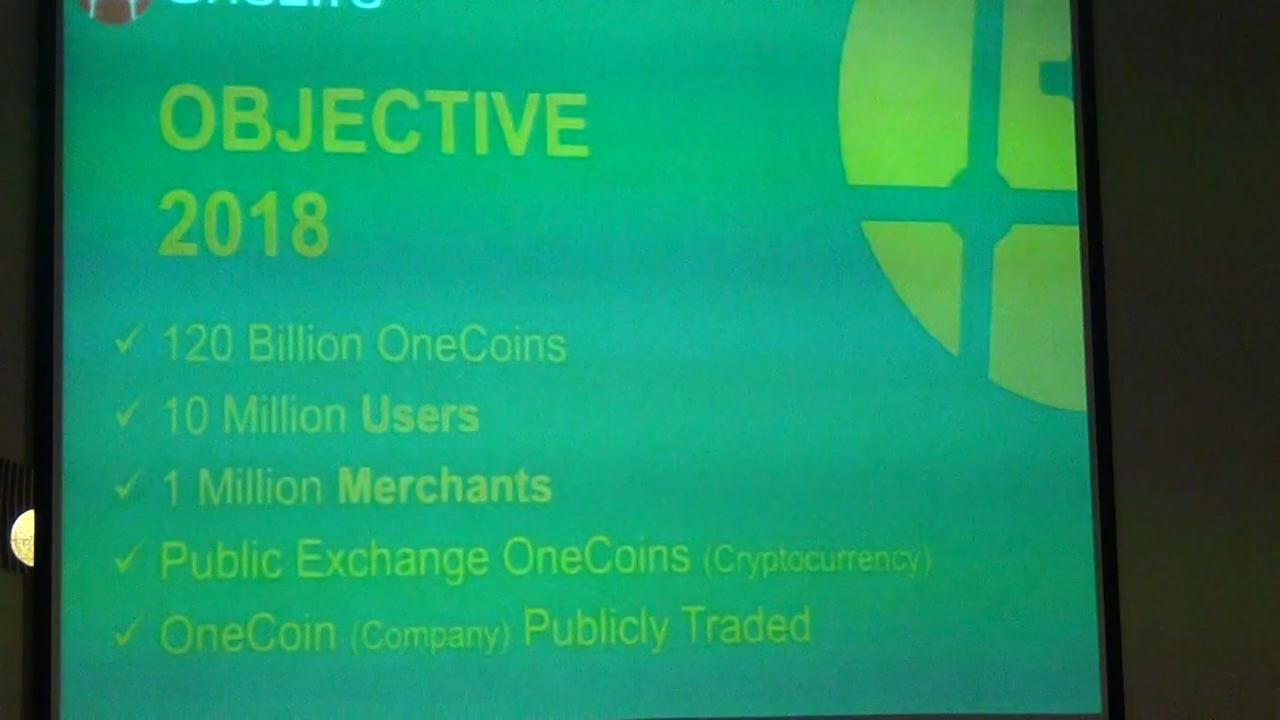 OBJECTIVE
2018
✓ 120 Billion OneCoins
✓ 10 Million Users
✓ 1 Million Merchants
✓ Public Exchange OneCoins (Cryptocurrency)
✓ OneCoin (Company) Publicly Traded